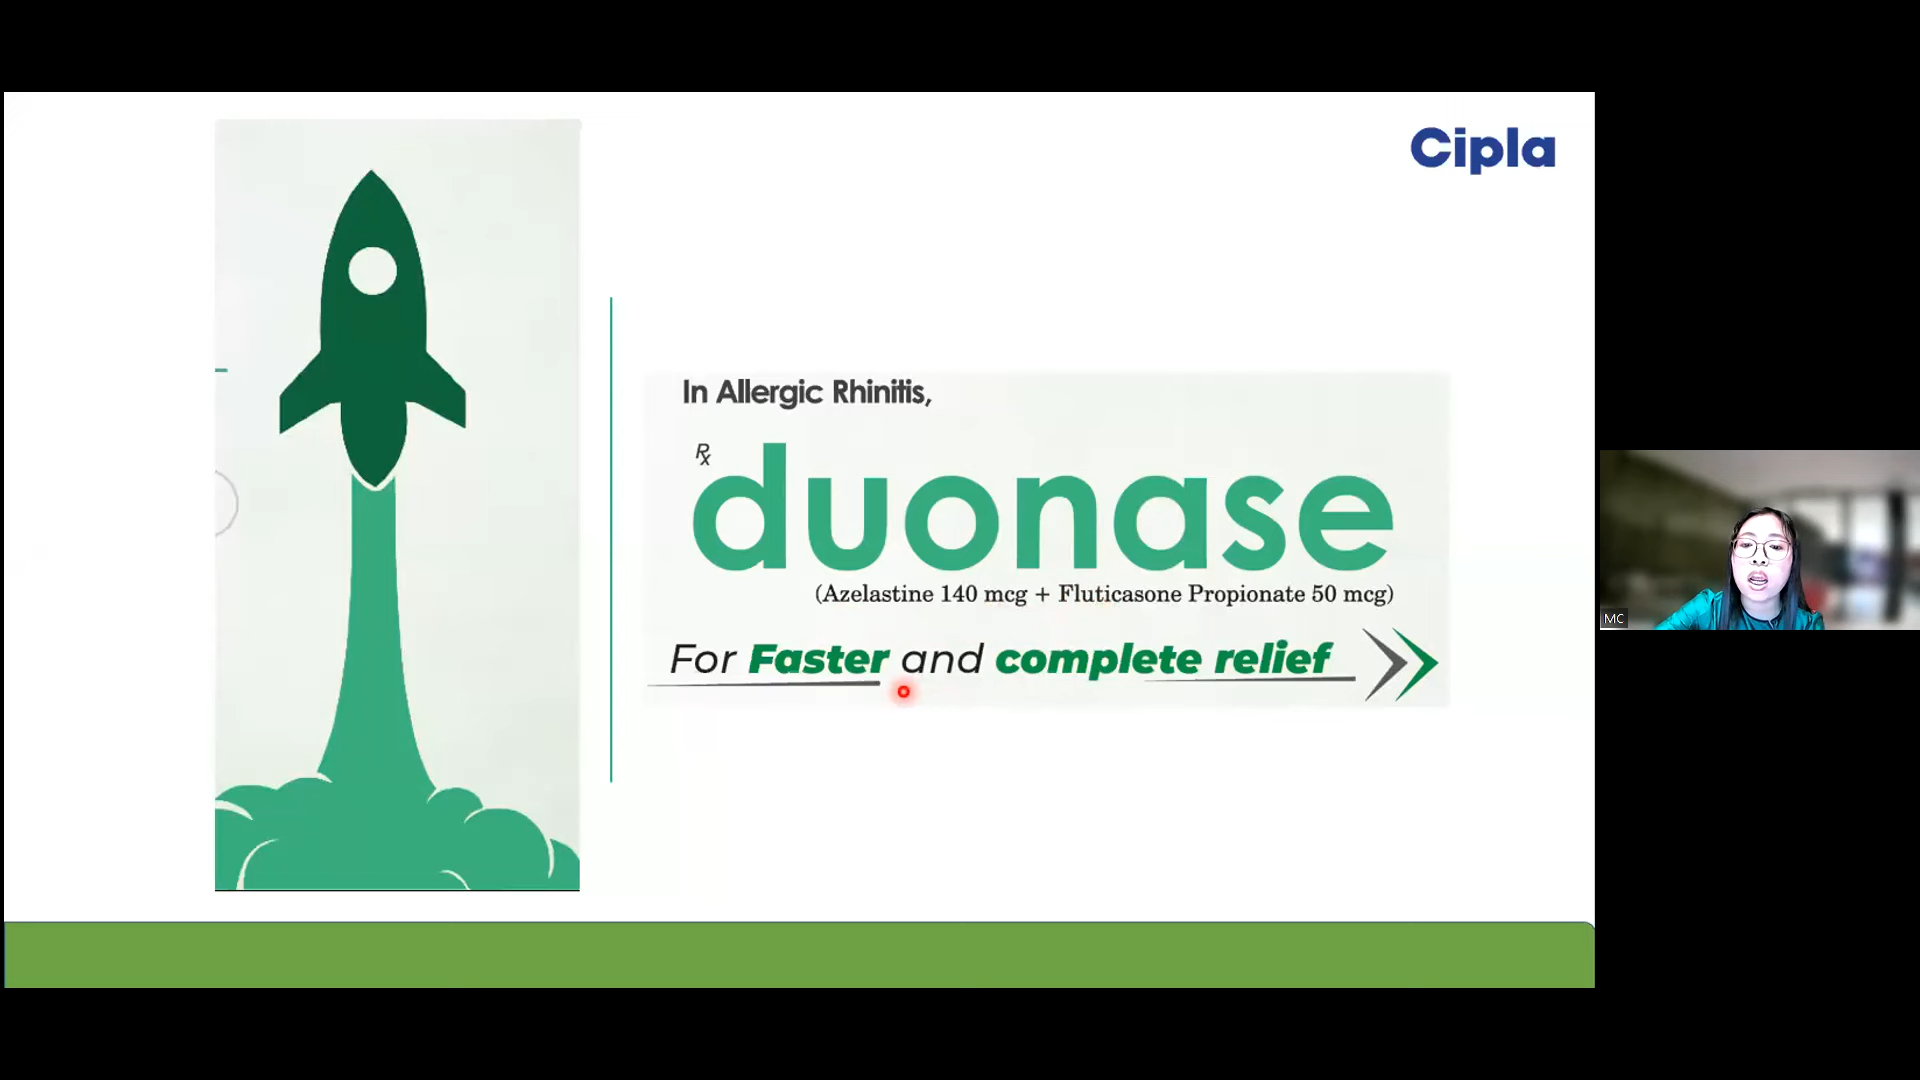 Cipla
In Allergic Rhinitis,
Rx
duonase
(Azelastine 140 mcg + Fluticasone Propionate 50 mcg)
For Faster and complete relief
MC